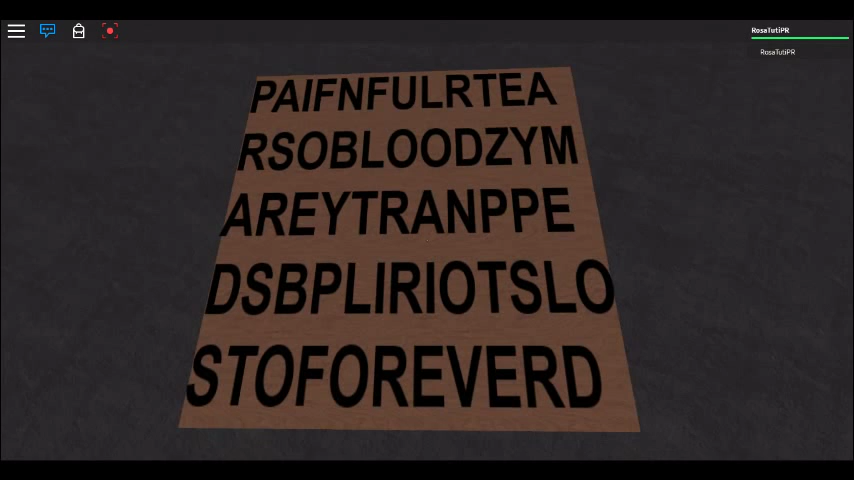 RosaTutiPR
RosaTutiPR
PAIFNFULRTEA
RSOBLOODZYM
AREYTRANPPE
DSBPLIRIOTSLO
STOFOREVERD